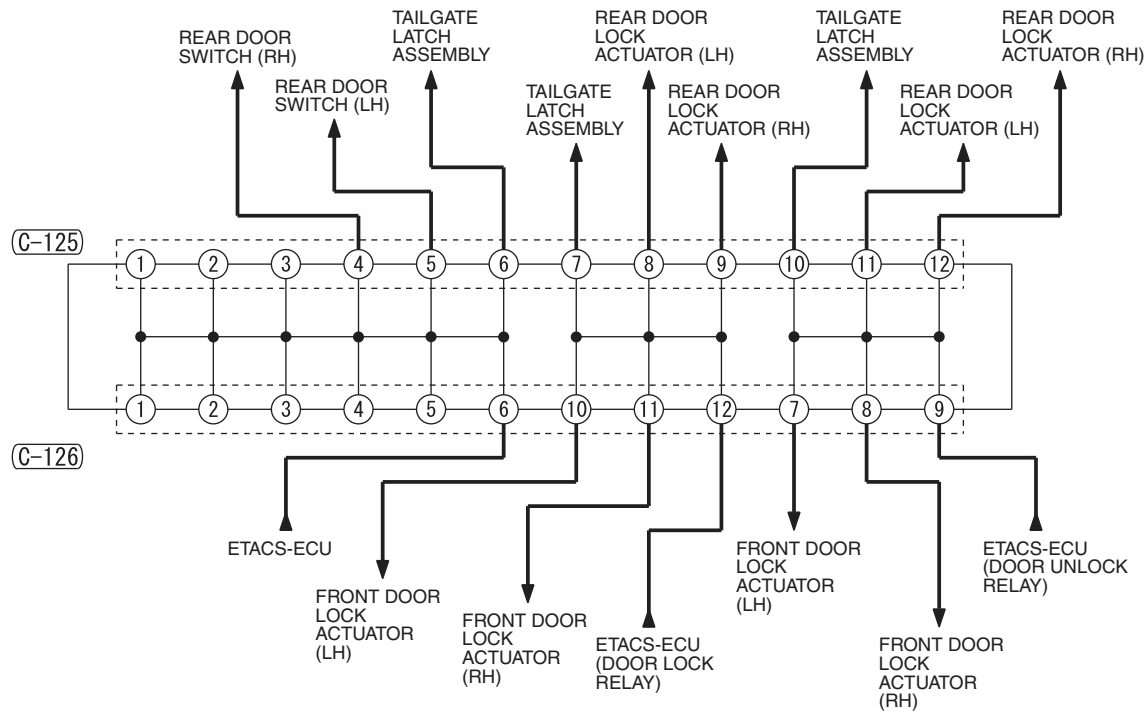 REAR DOOR
SWITCH (RH)
REAR DOOR
SWITCH (LH)
TAILGATE
LATCH
ASSEMBLY
TAILGATE
LATCH
ASSEMBLY
REAR DOOR
LOCK
ACTUATOR (LH)
REAR DOOR
LOCK
ACTUATOR (RH)
TAILGATE
LATCH
ASSEMBLY
REAR DOOR
LOCK
ACTUATOR (LH)
REAR DOOR
LOCK
ACTUATOR (RH)
C-125
1 2 3 4 5 6 7 8 9 10 11 12
1 2 3 4 5 6 10 11 12 7 8 9
C-126
ETACS-ECU
FRONT DOOR
LOCK
ACTUATOR
(LH)
FRONT DOOR
LOCK
ACTUATOR
(RH)
ETACS-ECU
(DOOR LOCK
RELAY)
FRONT DOOR
LOCK
ACTUATOR
(LH)
FRONT DOOR
LOCK
ACTUATOR
(RH)
ETACS-ECU
(DOOR UNLOCK
RELAY)